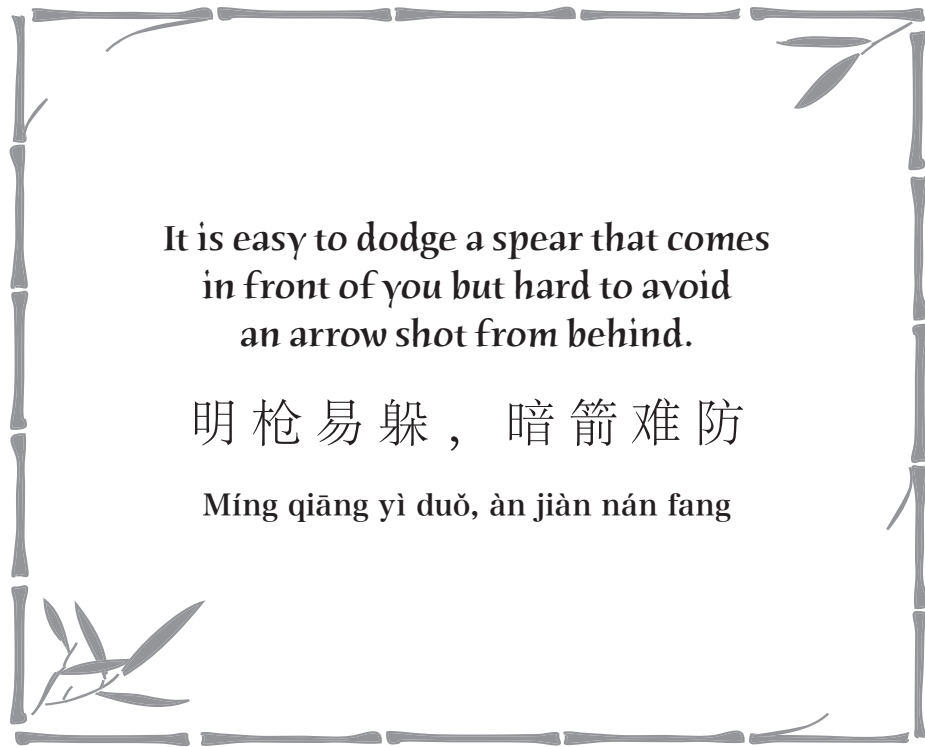 It is easy to dodge a spear that comes
in front of you but hard to avoid
an arrow shot from behind.
明枪易躲，暗箭难防
Míng qiāng yì duǒ, àn jiàn nán fang